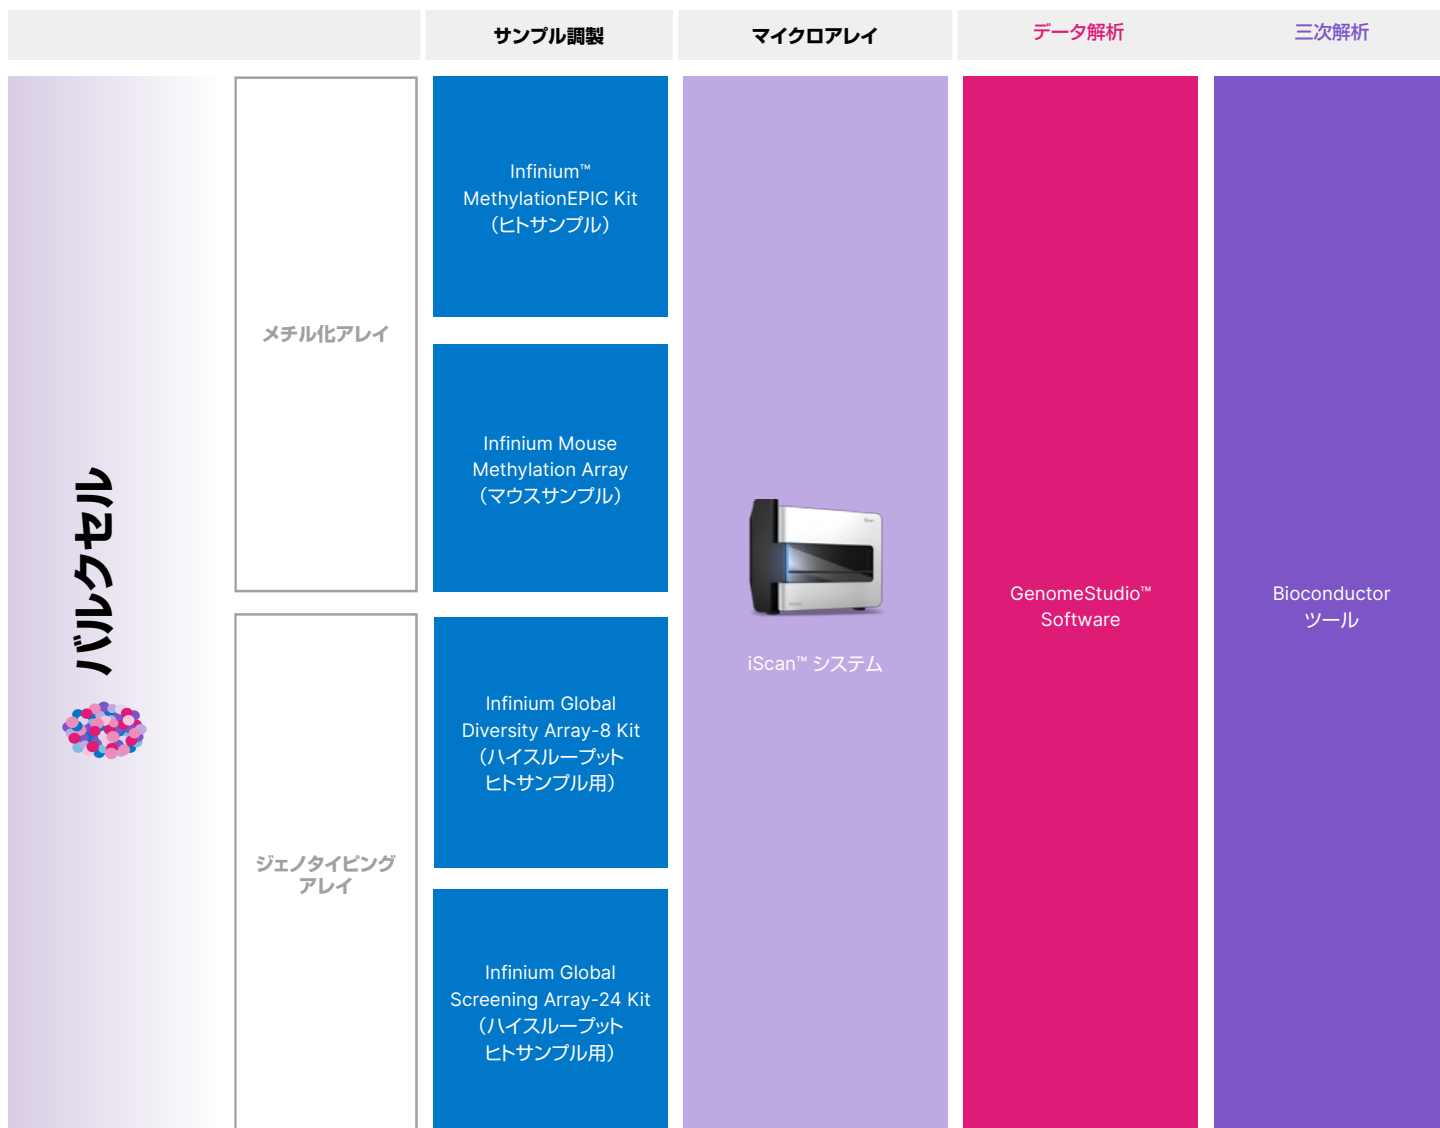 サンプル調製
マイクロアレイ
データ解析
三次解析
バルクセル
メチル化アレイ
Infinium™
MethylationEPIC Kit
（ヒトサンプル）
Infinium Mouse
Methylation Array
（マウスサンプル）
ジェノタイピング
アレイ
Infinium Global
Diversity Array-8 Kit
（ハイスループット
ヒトサンプル用）
Infinium Global
Screening Array-24 Kit
（ハイスループット
ヒトサンプル用）
iScan™ システム
GenomeStudio™
Software
Bioconductor
ツール